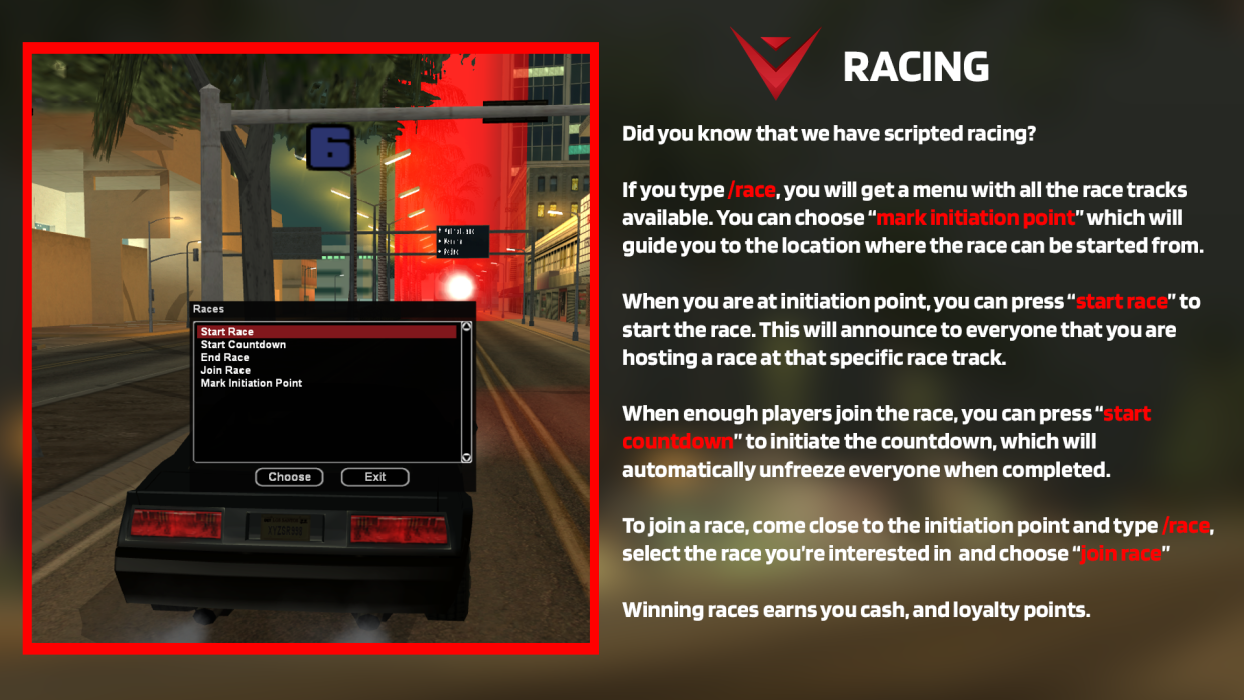 6
Races
Start Race
Start Countdown
End Race
Join Race
Mark Initiation Point
Choose
Exit
RACING
Did you know that we have scripted racing?
If you type /race, you will get a menu with all the race tracks
available. You can choose “mark initiation point” which will
guide you to the location where the race can be started from.
When you are at initiation point, you can press “start race” to
start the race. This will announce to everyone that you are
hosting a race at that specific race track.
When enough players join the race, you can press “start
countdown” to initiate the countdown, which will
automatically unfreeze everyone when completed.
To join a race, come close to the initiation point and type /race,
select the race you’re interested in  and choose “join race”
Winning races earns you cash, and loyalty points.